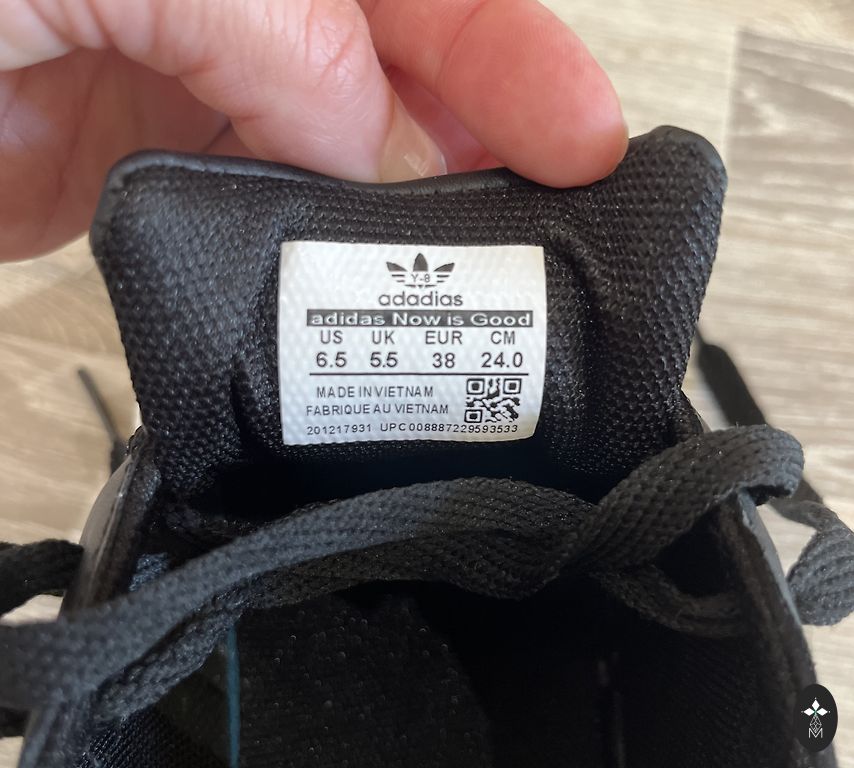 Y-8
adadias
adidas Now is Good
US UK EUR CM
6.5 5.5 38 24.0
MADE IN VIETNAM
FABRIQUE AU VIETNAM
201217931 UPC008887229593533
M